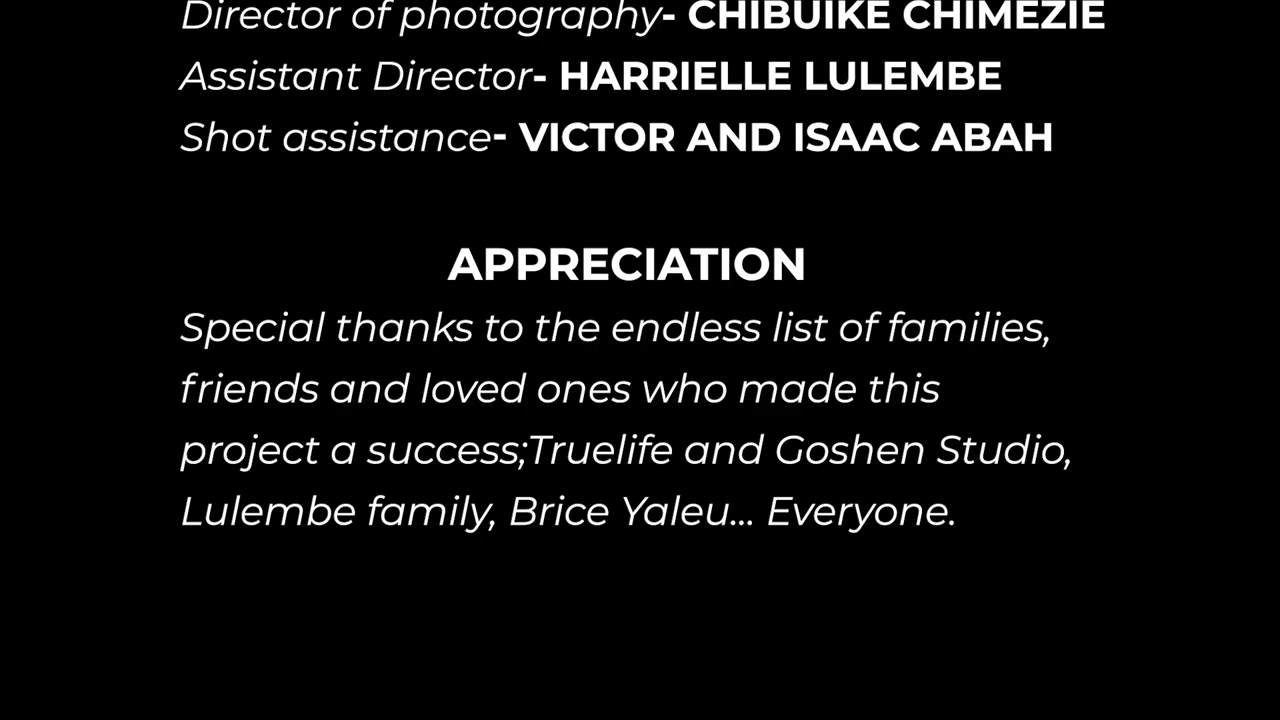 Director of photography- CHIBUIKE CHIMEZIE
Assistant Director- HARRIELLE LULEMBE
Shot assistance- VICTOR AND ISAAC ABAH
APPRECIATION
Special thanks to the endless list of families,
friends and loved ones who made this
project a success;Truelife and Goshen Studio,
Lulembe family, Brice Yaleu... Everyone.